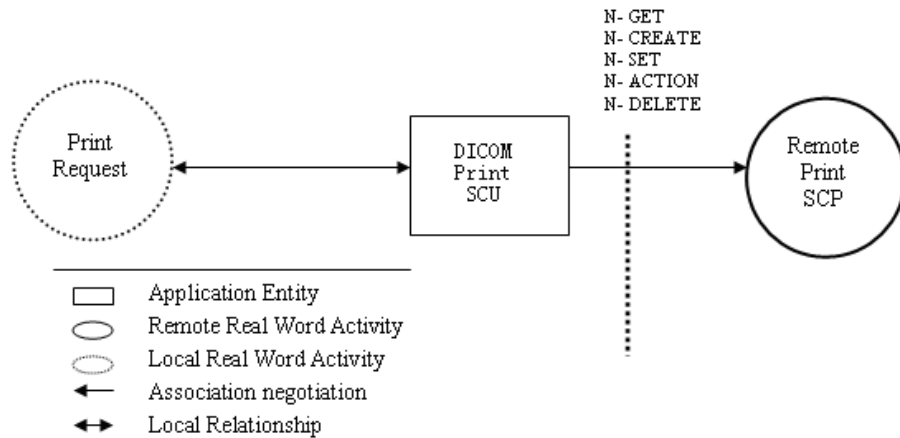 N- GET
N- CREATE
N- SET
N- ACTION
N- DELETE
Print
Request
DICOM
Print
SCU
Remote
Print
SCP
Application Entity
Remote Real Word Activity
Local Real Word Activity
Association negotiation
Local Relationship